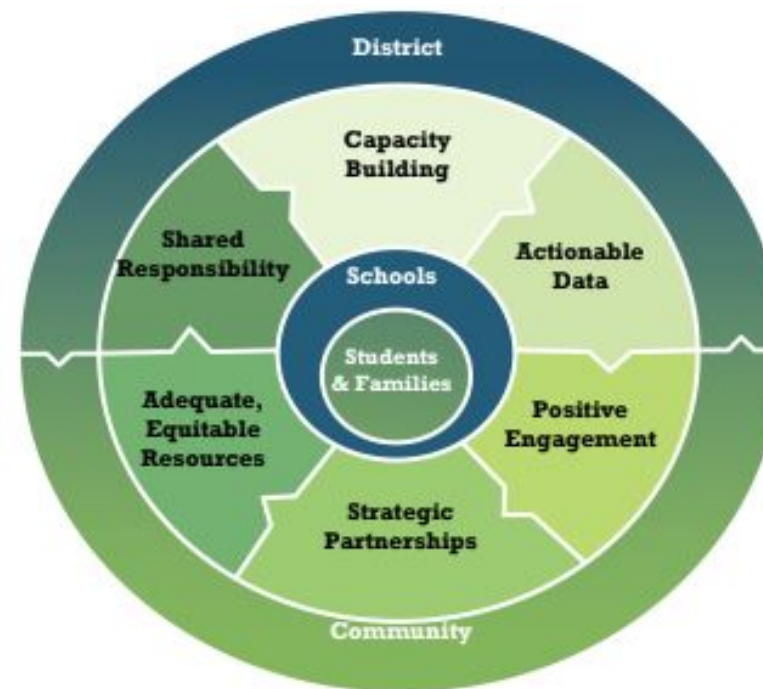 District
Capacity
Building
Shared
Responsibility
Actionable
Data
Schools
Students
& Families
Adequate,
Equitable
Resources
Positive
Engagement
Strategic
Partnerships
Community